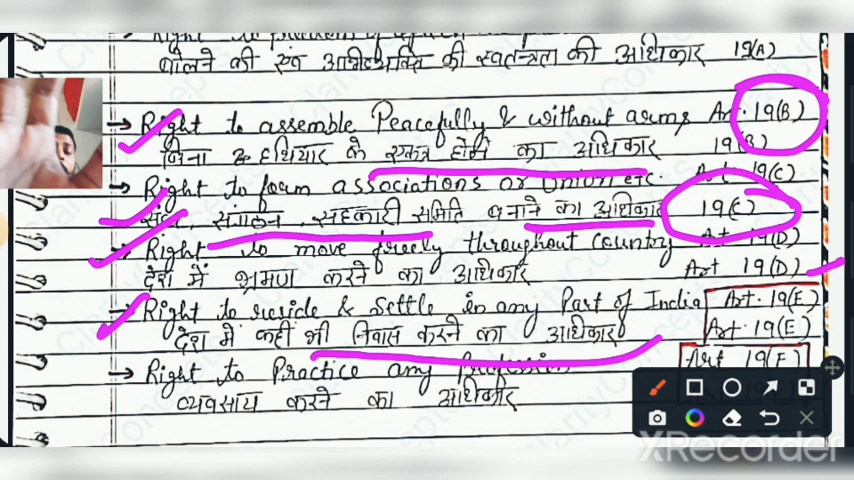 बोलने की एवं अभिव्यक्ति की स्वतन्त्रता की अधिकार 19(A)
→ Right to assemble Peacefully & without arms Art. 19(B)
बिना हथियार के एकत्र होने का अधिकार 19(B)
→ Right to form associations or Union etc. Art 19(C)
संगठन, सहकारी समिति बनाने का अधिकार 19(C)
→ Right to move freely throughout country Art 19(D)
देश में भ्रमण करने का अधिकार Art 19(D)
→ Right to reside & Settle in any Part of India Art. 19(E)
देश में कहीं भी निवास करने का अधिकार Art. 19(E)
→ Right to Practice any Profession Art 19(F)
व्यवसाय करने का अधिकार
XRecorder